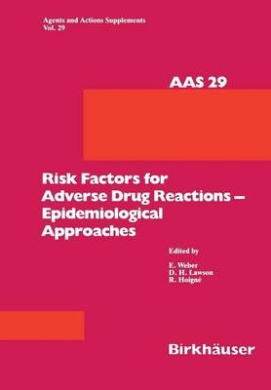 Agents and Actions Supplements
Vol. 29
AAS 29
Risk Factors for
Adverse Drug Reactions –
Epidemiological
Approaches
Edited by
E. Weber
D. H. Lawson
R. Hoigné
Birkhäuser